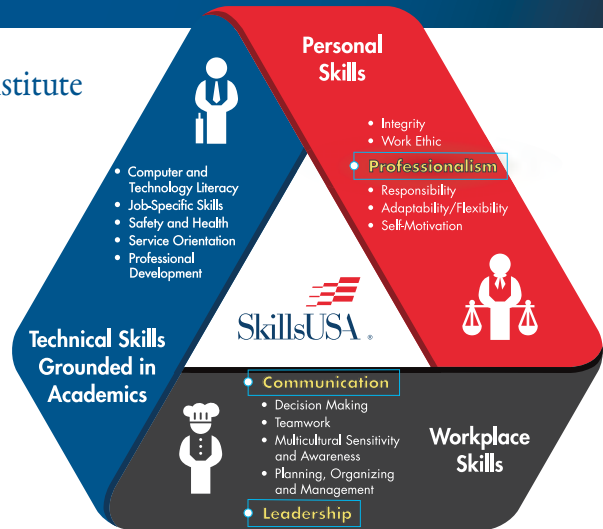 stitute
Personal
Skills
• Integrity
• Work Ethic
Professionalism
• Responsibility
• Adaptability/Flexibility
• Self-Motivation
• Computer and
Technology Literacy
• Job-Specific Skills
• Safety and Health
• Service Orientation
• Professional
Development
Technical Skills
Grounded in
Academics
SkillsUSA®
Communication
• Decision Making
• Teamwork
• Multicultural Sensitivity
and Awareness
• Planning, Organizing
and Management
Leadership
Workplace
Skills